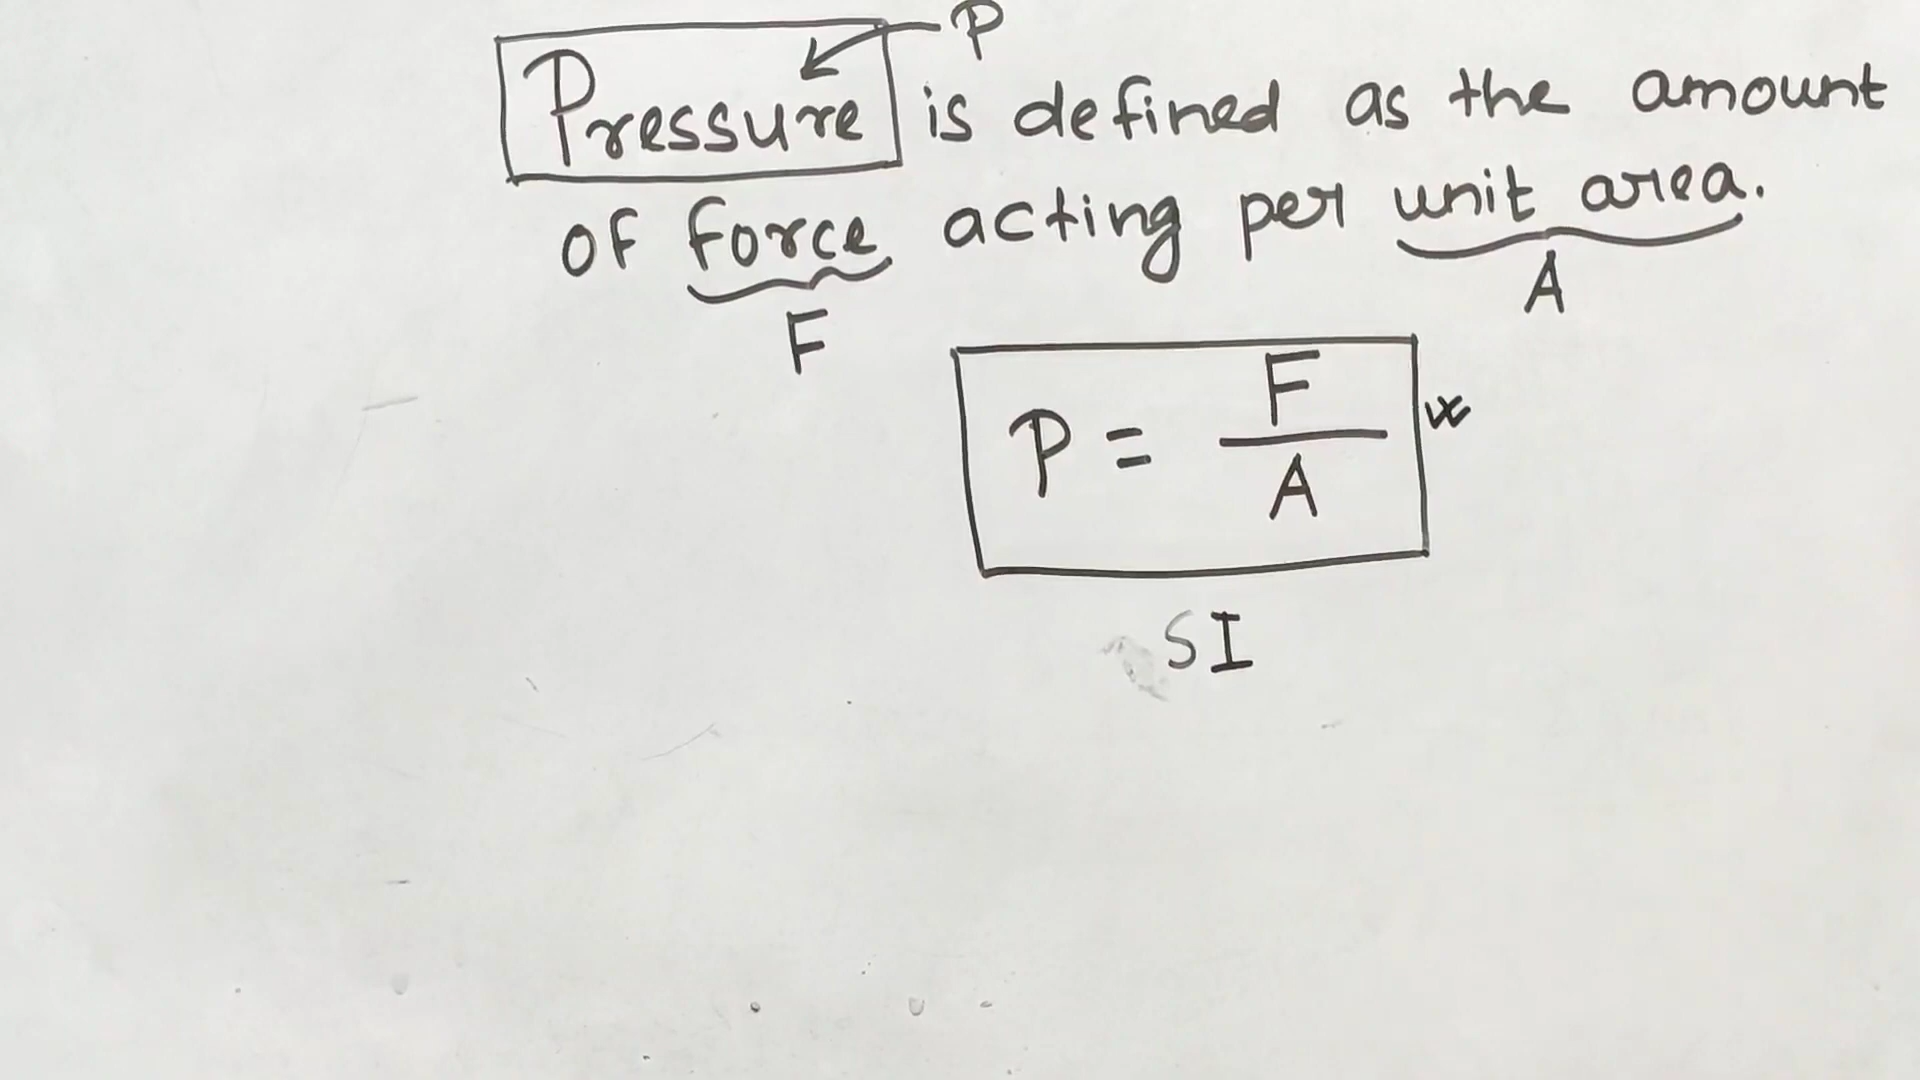 P
Pressure is defined as the amount
of force acting per unit area.
F A
P = F/A
SI